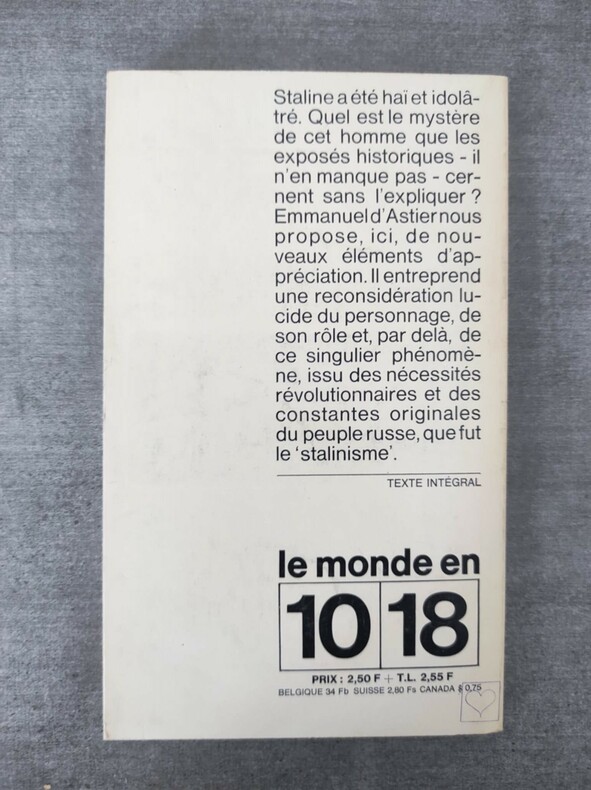 Staline a été haï et idolâ-
tré. Quel est le mystère
de cet homme que les
exposés historiques - il
n'en manque pas - cer-
nent sans l'expliquer ?
Emmanuel d'Astier nous
propose, ici, de nou-
veaux éléments d'ap-
préciation. Il entreprend
une reconsidération lu-
cide du personnage, de
son rôle et, par delà, de
ce singulier phénomè-
ne, issu des nécessités
révolutionnaires et des
constantes originales
du peuple russe, que fut
le ‘stalinisme’.
TEXTE INTÉGRAL
le monde en
10 18
PRIX : 2,50 F + T.L. 2,55 F
BELGIQUE 34 Fb SUISSE 2,60 Fs CANADA $ 0,75